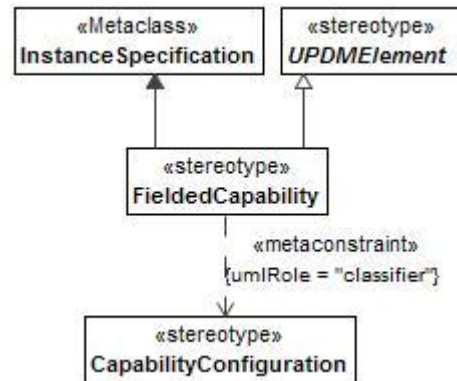 «Metaclass»
InstanceSpecification
«stereotype»
UPDMElement
«stereotype»
FieldedCapability
«metaconstraint»
{umlRole = "classifier"}
«stereotype»
CapabilityConfiguration